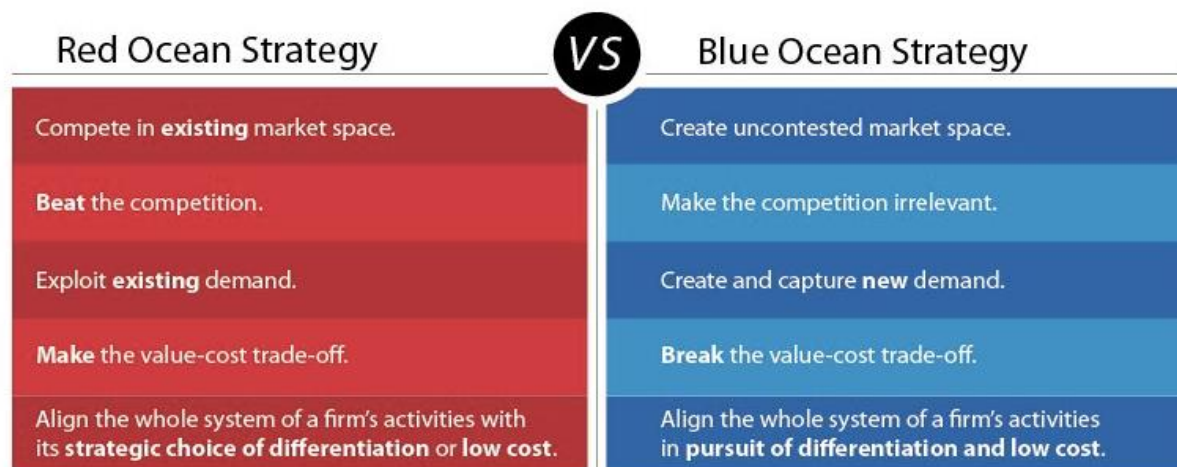 Red Ocean Strategy
VS
Blue Ocean Strategy
Compete in existing market space.
Create uncontested market space.
Beat the competition.
Make the competition irrelevant.
Exploit existing demand.
Create and capture new demand.
Make the value-cost trade-off.
Break the value-cost trade-off.
Align the whole system of a firm’s activities with
its strategic choice of differentiation or low cost.
Align the whole system of a firm’s activities
in pursuit of differentiation and low cost.